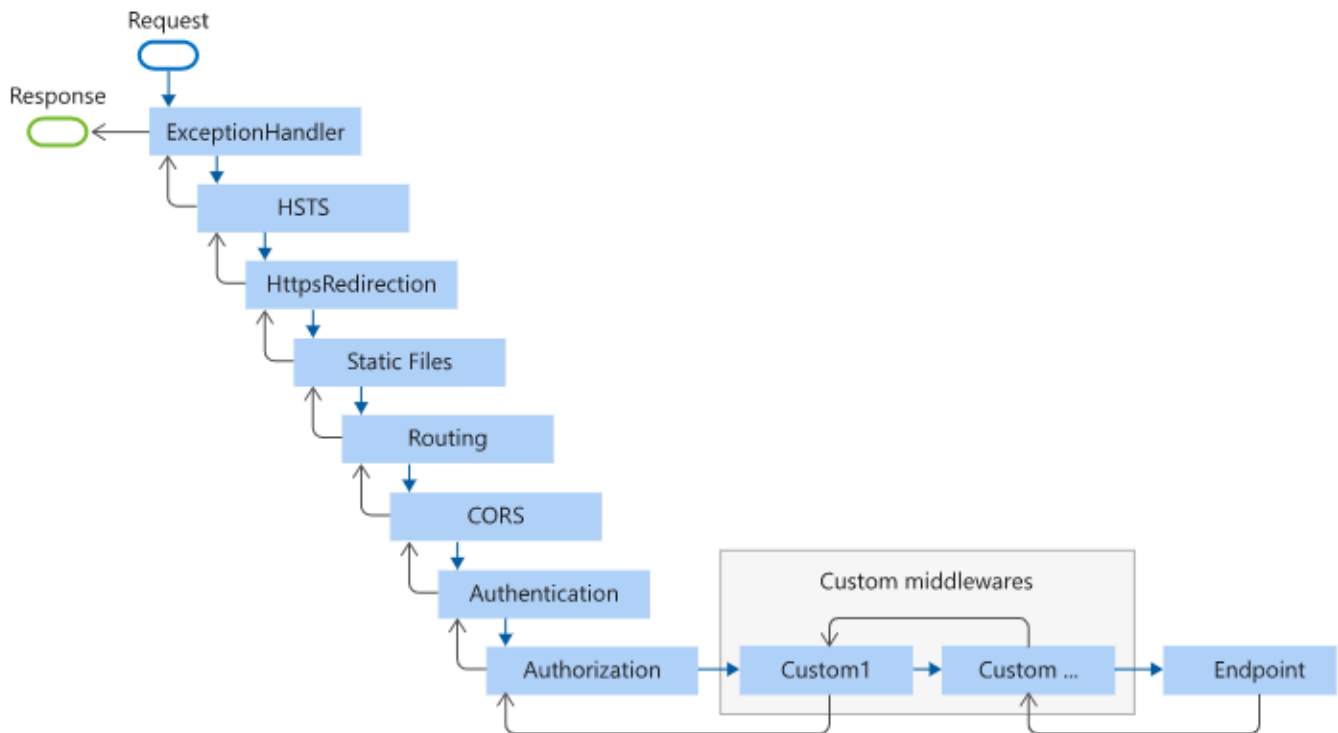 Request
Response
ExceptionHandler
HSTS
HttpsRedirection
Static Files
Routing
CORS
Authentication
Custom middlewares
Authorization
Custom1
Custom ...
Endpoint